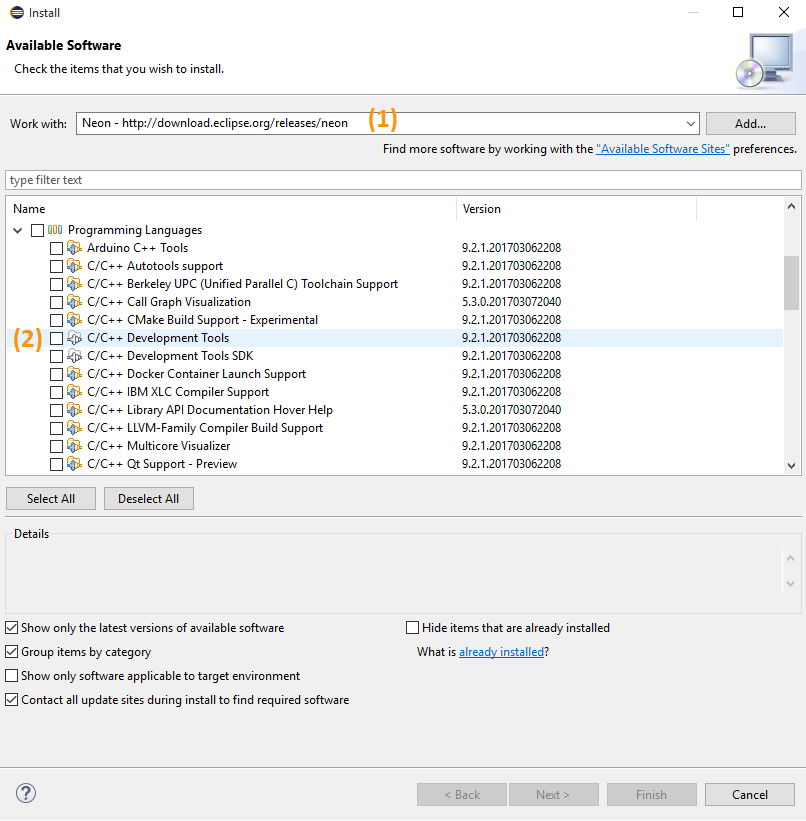 Install
Available Software
Check the items that you wish to install.
Work with: Neon - http://download.eclipse.org/releases/neon (1) Add...
Find more software by working with the "Available Software Sites" preferences.
type filter text
Name Version
Programming Languages
Arduino C++ Tools 9.2.1.201703062208
C/C++ Autotools support 9.2.1.201703062208
C/C++ Berkeley UPC (Unified Parallel C) Toolchain Support 9.2.1.201703062208
C/C++ Call Graph Visualization 5.3.0.201703072040
C/C++ CMake Build Support - Experimental 9.2.1.201703062208
(2) C/C++ Development Tools 9.2.1.201703062208
C/C++ Development Tools SDK 9.2.1.201703062208
C/C++ Docker Container Launch Support 9.2.1.201703062208
C/C++ IBM XLC Compiler Support 9.2.1.201703062208
C/C++ Library API Documentation Hover Help 5.3.0.201703072040
C/C++ LLVM-Family Compiler Build Support 9.2.1.201703062208
C/C++ Multicore Visualizer 9.2.1.201703062208
C/C++ Qt Support - Preview 9.2.1.201703062208
Select All Deselect All
Details
Show only the latest versions of available software Hide items that are already installed
Group items by category What is already installed?
Show only software applicable to target environment
Contact all update sites during install to find required software
? < Back Next > Finish Cancel